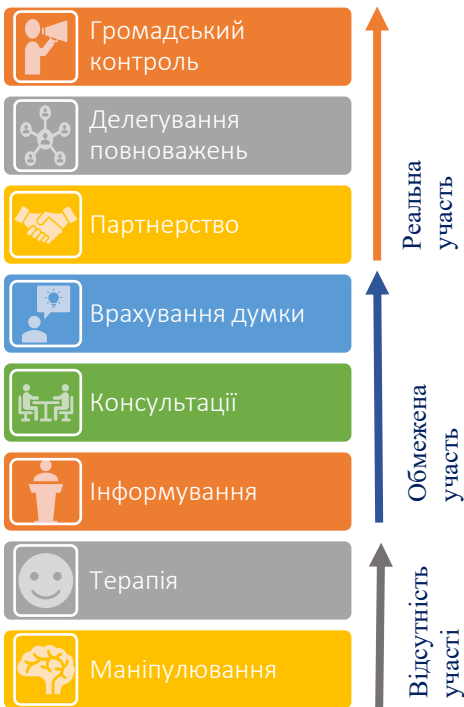 Громадський
контроль
Делегування
повноважень
Партнерство
Реальна
участь
Врахування думки
Консультації
Інформування
Обмежена
участь
Терапія
Маніпулювання
Відсутність
участі